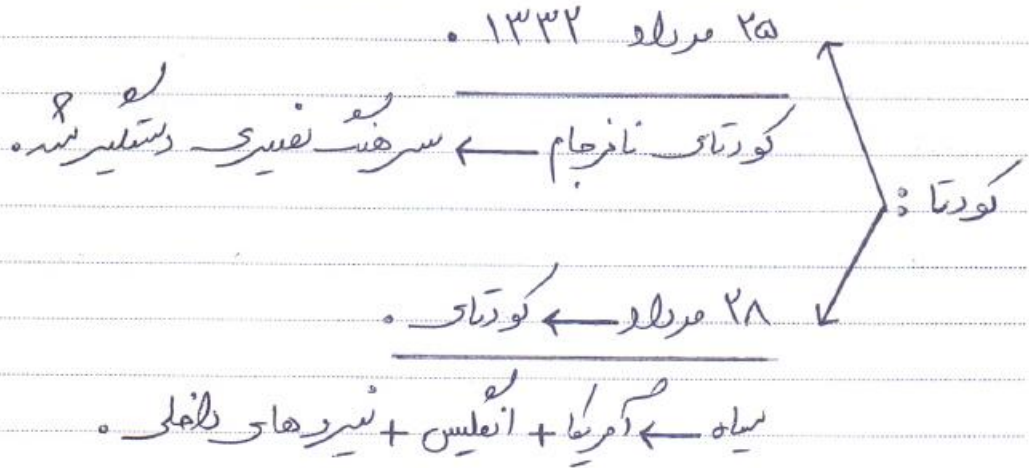 ۲۵ مرداد ۱۳۳۲.
کودتای نافرجام ← سرهنگ نصیری دستگیر شد.
کودتا:
۲۸ مرداد ← کودتای.
سیاه ← آمریکا + انگلیس + نیروهای داخلی.